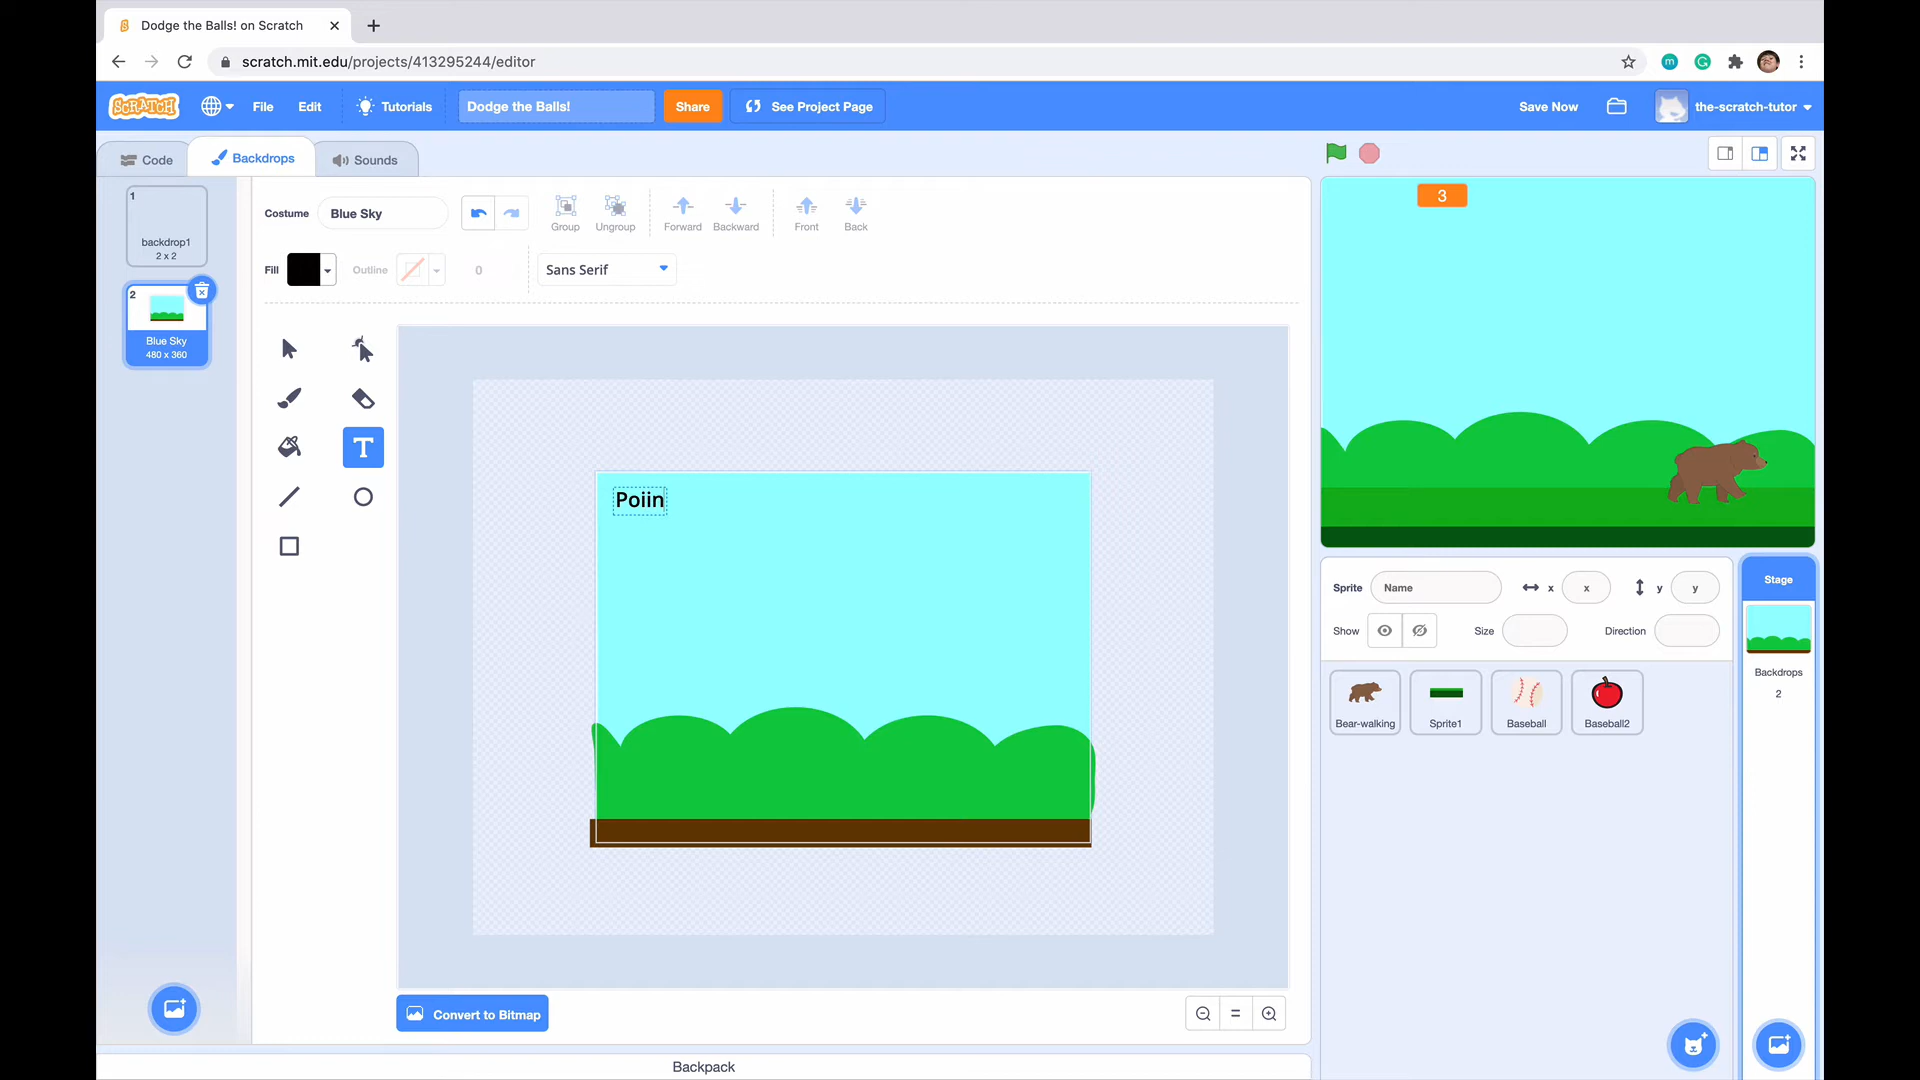 Dodge the Balls! on Scratch
scratch.mit.edu/projects/413295244/editor
SCRATCH
File
Edit
Tutorials
Dodge the Balls!
Share
See Project Page
Save Now
the-scratch-tutor
Code
Backdrops
Sounds
1
backdrop1
2 x 2
2
Blue Sky
480 x 360
Costume
Blue Sky
Group
Ungroup
Forward
Backward
Front
Back
Fill
Outline
0
Sans Serif
T
Poiin
Convert to Bitmap
Backpack
3
Sprite
Name
x
x
y
y
Show
Size
Direction
Bear-walking
Sprite1
Baseball
Baseball2
Stage
Backdrops
2